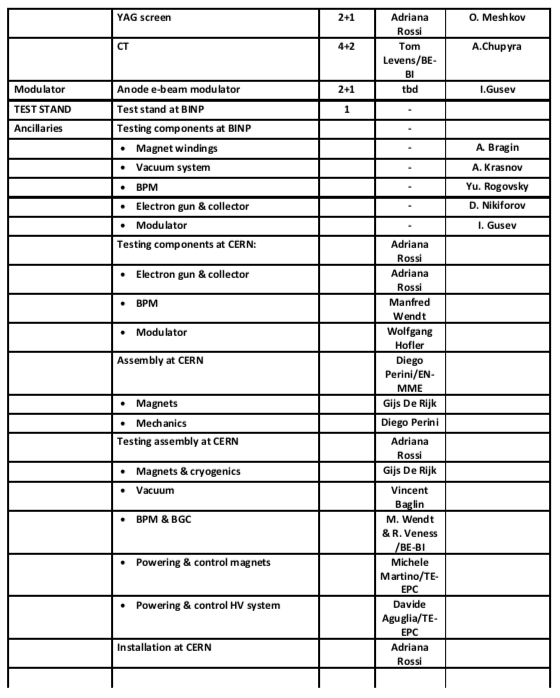 YAG screen 2+1 Adriana Rossi O. Meshkov
CT 4+2 Tom Levens/BE-BI A.Chupyra
Modulator Anode e-beam modulator 2+1 tbd I.Gusev
TEST STAND Test stand at BINP 1 -
Ancillaries Testing components at BINP -
• Magnet windings - A. Bragin
• Vacuum system - A. Krasnov
• BPM - Yu. Rogovsky
• Electron gun & collector - D. Nikiforov
• Modulator - I. Gusev
Testing components at CERN: Adriana Rossi
• Electron gun & collector Adriana Rossi
• BPM Manfred Wendt
• Modulator Wolfgang Hofler
Assembly at CERN Diego Perini/EN-MME
• Magnets Gijs De Rijk
• Mechanics Diego Perini
Testing assembly at CERN Adriana Rossi
• Magnets & cryogenics Gijs De Rijk
• Vacuum Vincent Baglin
• BPM & BGC M. Wendt & R. Veness /BE-BI
• Powering & control magnets Michele Martino/TE-EPC
• Powering & control HV system Davide Aguglia/TE-EPC
Installation at CERN Adriana Rossi